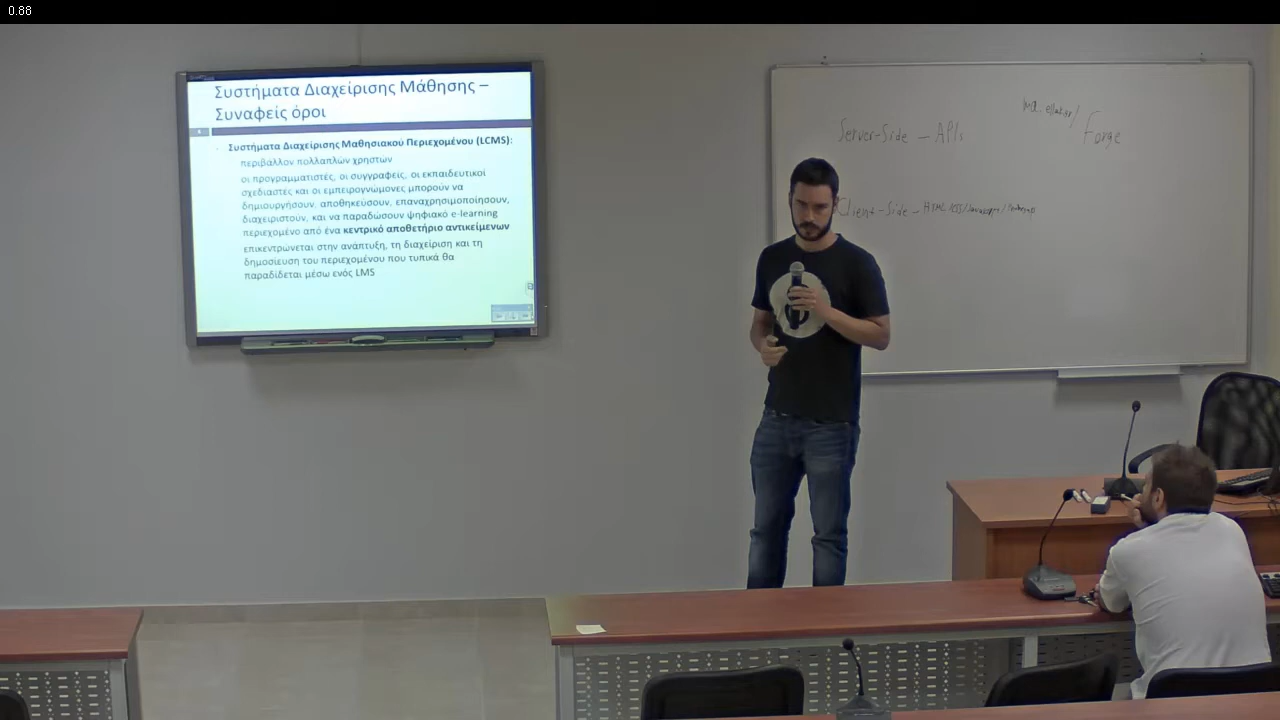 0.88
Συστήματα Διαχείρισης Μάθησης –
Συναφείς όροι
Συστήματα Διαχείρισης Μαθησιακού Περιεχομένου (LCMS):
περιβάλλον πολλαπλών χρηστων
οι προγραμματιστές, οι συγγραφείς, οι εκπαιδευτικοί
σχεδιαστές και οι εμπειρογνώμονες μπορούν να
δημιουργήσουν, αποθηκεύσουν, επαναχρησιμοποιήσουν,
διαχειριστούν, και να παραδώσουν ψηφιακό e-learning
περιεχόμενο από ένα κεντρικό αποθετήριο αντικείμενων
επικεντρώνεται στην ανάπτυξη, τη διαχείριση και τη
δημοσίευση του περιεχομένου που τυπικά θα
παραδίδεται μέσω ενός LMS
Server-Side – APIs
Forge
Client-Side – HTML